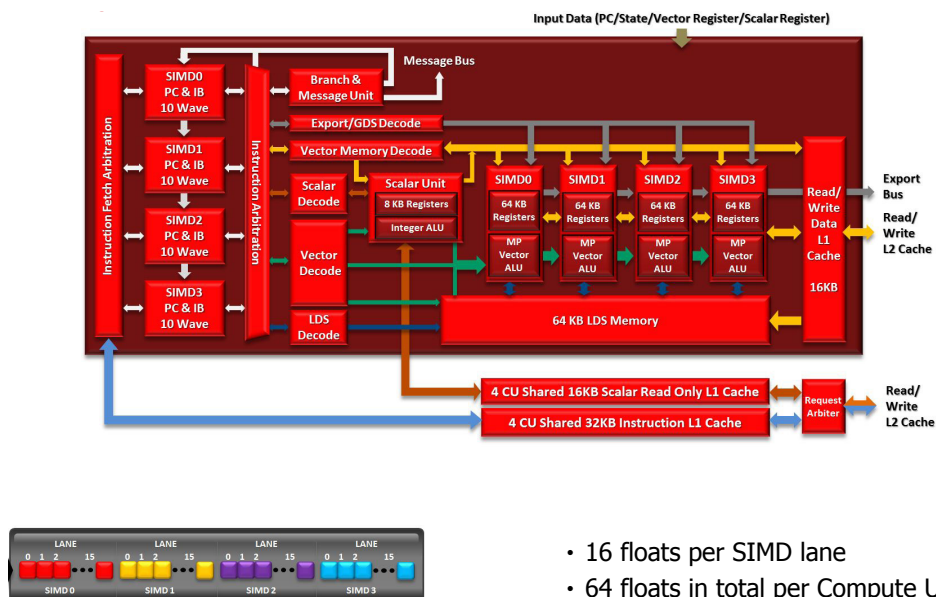 Input Data (PC/State/Vector Register/Scalar Register)
Instruction Fetch Arbitration
SIMD0
PC & IB
10 Wave
SIMD1
PC & IB
10 Wave
SIMD2
PC & IB
10 Wave
SIMD3
PC & IB
10 Wave
Instruction Arbitration
Branch &
Message Unit
Message Bus
Export/GDS Decode
Vector Memory Decode
Scalar
Decode
Scalar Unit
8 KB Registers
Integer ALU
Vector
Decode
LDS
Decode
SIMD0
64 KB
Registers
MP
Vector
ALU
SIMD1
64 KB
Registers
MP
Vector
ALU
SIMD2
64 KB
Registers
MP
Vector
ALU
SIMD3
64 KB
Registers
MP
Vector
ALU
64 KB LDS Memory
Read/
Write
Data
L1
Cache
16KB
Export
Bus
Read/
Write
L2 Cache
4 CU Shared 16KB Scalar Read Only L1 Cache
4 CU Shared 32KB Instruction L1 Cache
Request
Arbiter
Read/
Write
L2 Cache
LANE
0 1 2 15
SIMD 0
LANE
0 1 2 15
SIMD 1
LANE
0 1 2 15
SIMD 2
LANE
0 1 2 15
SIMD 3
• 16 floats per SIMD lane
• 64 floats in total per Compute U